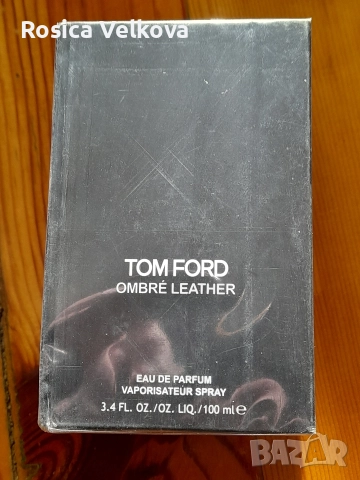 Rosica Velkova
TOM FORD
OMBRÉ LEATHER
EAU DE PARFUM
VAPORISATEUR SPRAY
3.4 FL. OZ./OZ. LIQ./100 ml ℮
BAZAR